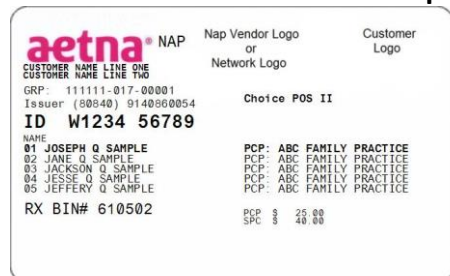 aetna® NAP
Nap Vendor Logo
or
Network Logo
Customer
Logo
CUSTOMER NAME LINE ONE
CUSTOMER NAME LINE TWO
GRP: 111111-017-00001
Issuer (80840) 9140860054
Choice POS II
ID W1234 56789
NAME
01 JOSEPH Q SAMPLE PCP: ABC FAMILY PRACTICE
02 JANE Q SAMPLE PCP: ABC FAMILY PRACTICE
03 JACKSON Q SAMPLE PCP: ABC FAMILY PRACTICE
04 JESSE Q SAMPLE PCP: ABC FAMILY PRACTICE
05 JEFFERY Q SAMPLE PCP: ABC FAMILY PRACTICE
RX BIN# 610502
PCP $ 25.00
SPC $ 40.00